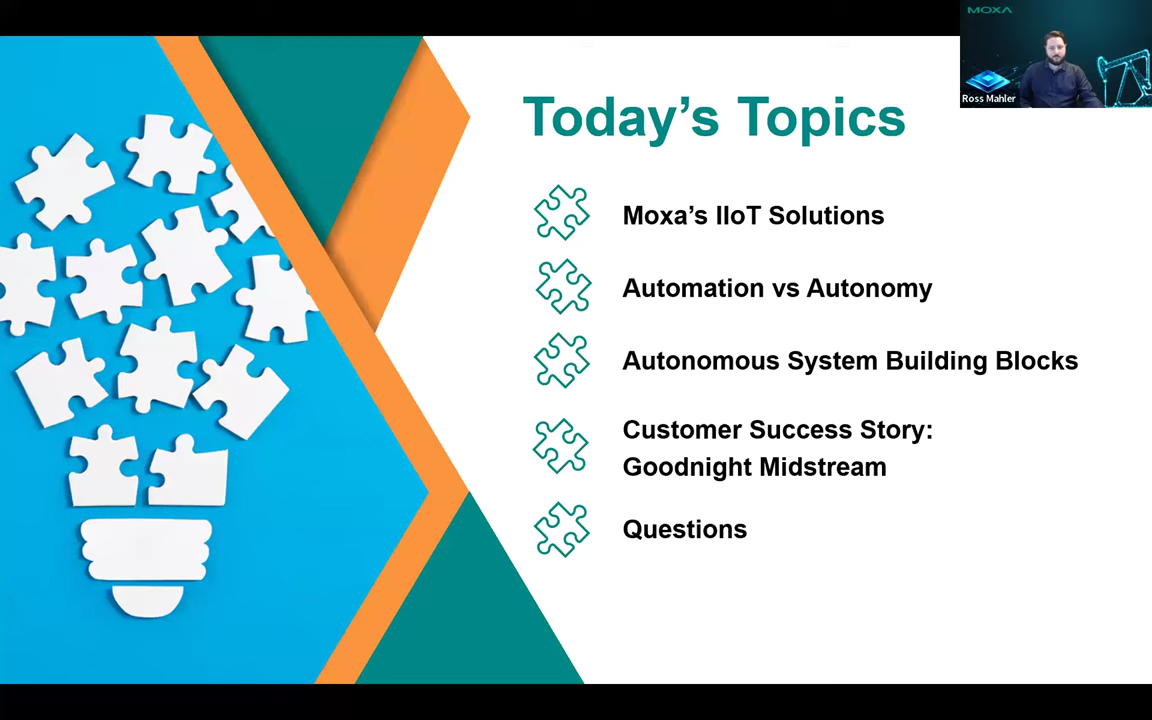 MOXA
Ross Mahler
Today's Topics
Moxa's IIoT Solutions
Automation vs Autonomy
Autonomous System Building Blocks
Customer Success Story:
Goodnight Midstream
Questions